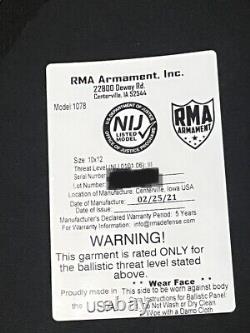 RMA Armament, Inc.
22800 Dewey Rd.
Centerville, IA 52544
Model 1078
U.S. DEPARTMENT OF JUSTICE
NIJ
LISTED
MODEL
OFFICE OF JUSTICE PROGRAMS
RMA
ARMAMENT
Size: 10x12
Threat Level (NIJ 0101.06): III
Serial Number
Lot Number
Location of Manufacture: Centerville, Iowa USA
Date of Manufacture: 02/25/21
Date of Issue:
Manufacturer's Declared Warranty Period: 5 Years
For Warranty Information: info@rmadefense.com
WARNING!
This garment is rated ONLY for
the ballistic threat level stated
above.
** Wear Face **
Proudly made in
This side to be worn against body
USA
Instructions for Ballistic Panel:
Do Not Wash or Dry Clean
Wipe with a Damp Cloth